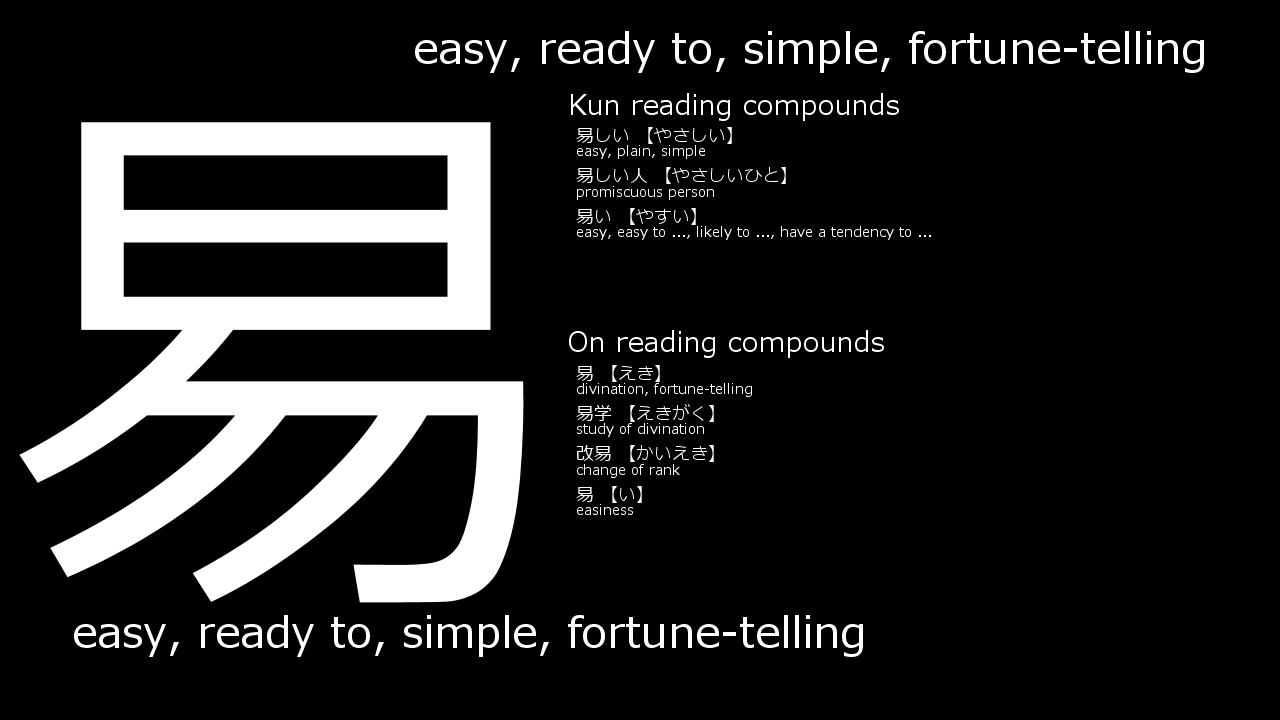 easy, ready to, simple, fortune-telling
易
Kun reading compounds
易しい 【やさしい】
easy, plain, simple
易しい人 【やさしいひと】
promiscuous person
易い 【やすい】
easy, easy to ..., likely to ..., have a tendency to ...
On reading compounds
易 【えき】
divination, fortune-telling
易学 【えきがく】
study of divination
改易 【かいえき】
change of rank
易 【い】
easiness
easy, ready to, simple, fortune-telling